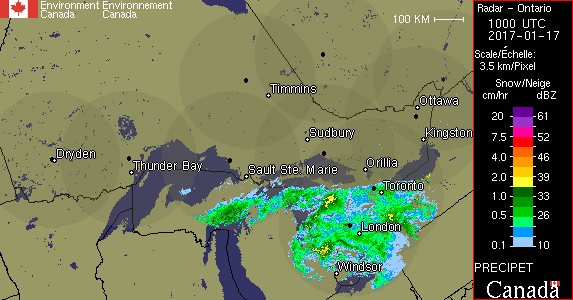 Environment Environnement
Canada Canada
100 KM
Timmins
Ottawa
Sudbury
Kingston
Dryden
Thunder Bay
Sault Ste. Marie
Orillia
Toronto
London
Windsor
Radar - Ontario
1000 UTC
2017-01-17
Scale/Échelle:
3.5 km/Pixel
Snow/Neige
cm/hr dBZ
20 61
7.5 52
4.0 46
2.0 39
1.0 33
0.5 26
0.1 10
PRECIPET
Canada